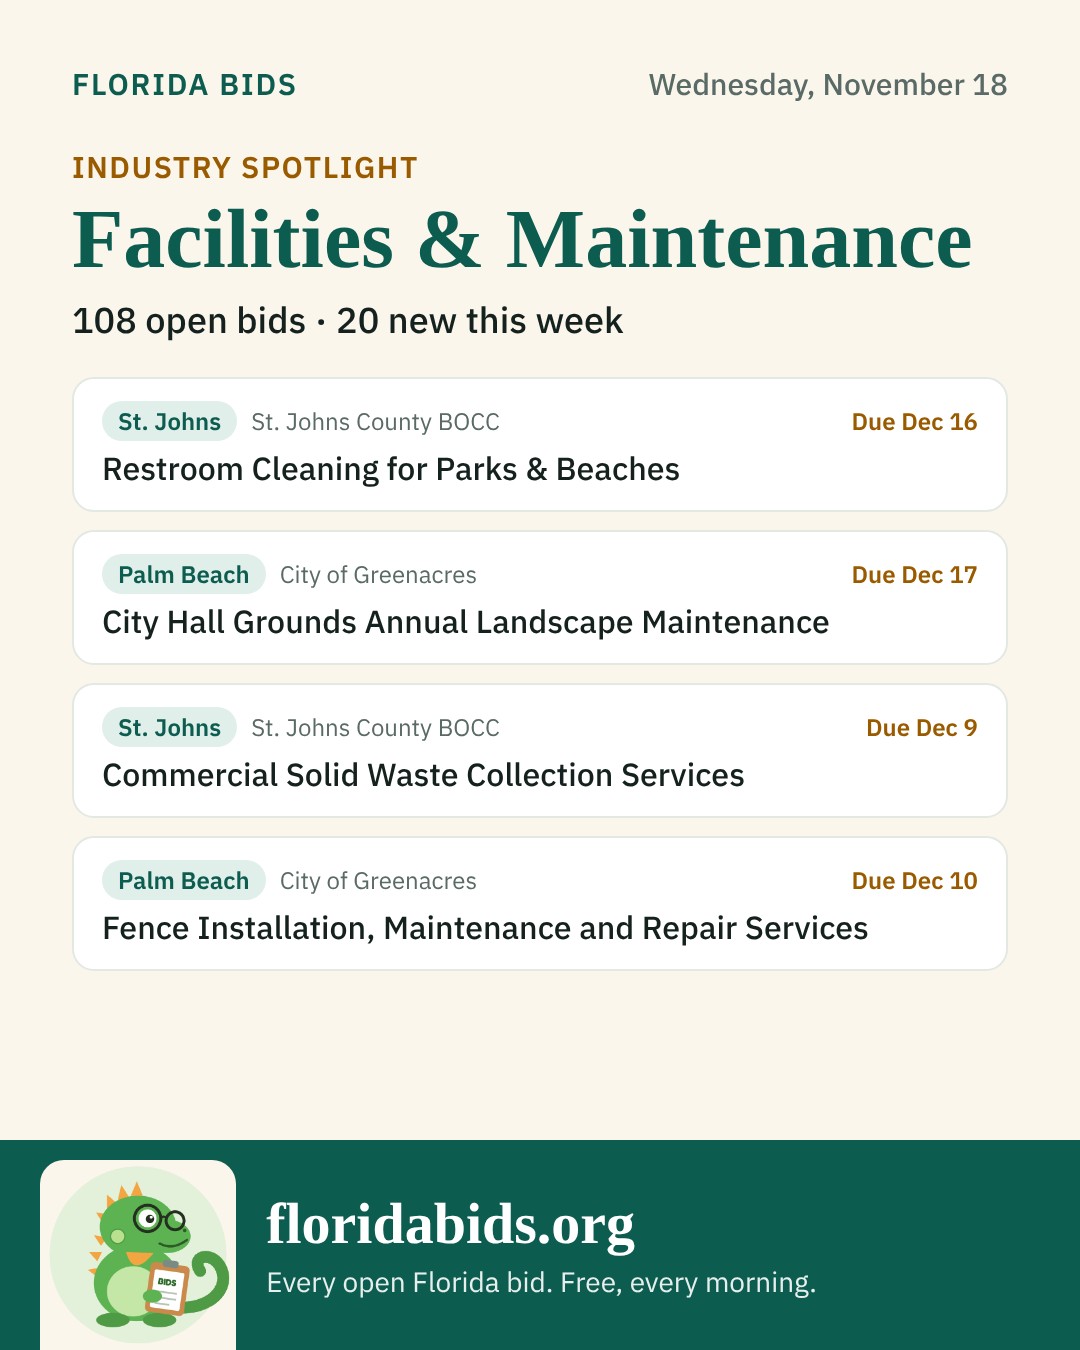 FLORIDA BIDS
Wednesday, November 18
INDUSTRY SPOTLIGHT
Facilities & Maintenance
108 open bids · 20 new this week
St. Johns St. Johns County BOCC Due Dec 16
Restroom Cleaning for Parks & Beaches
Palm Beach City of Greenacres Due Dec 17
City Hall Grounds Annual Landscape Maintenance
St. Johns St. Johns County BOCC Due Dec 9
Commercial Solid Waste Collection Services
Palm Beach City of Greenacres Due Dec 10
Fence Installation, Maintenance and Repair Services
BIDS
floridabids.org
Every open Florida bid. Free, every morning.